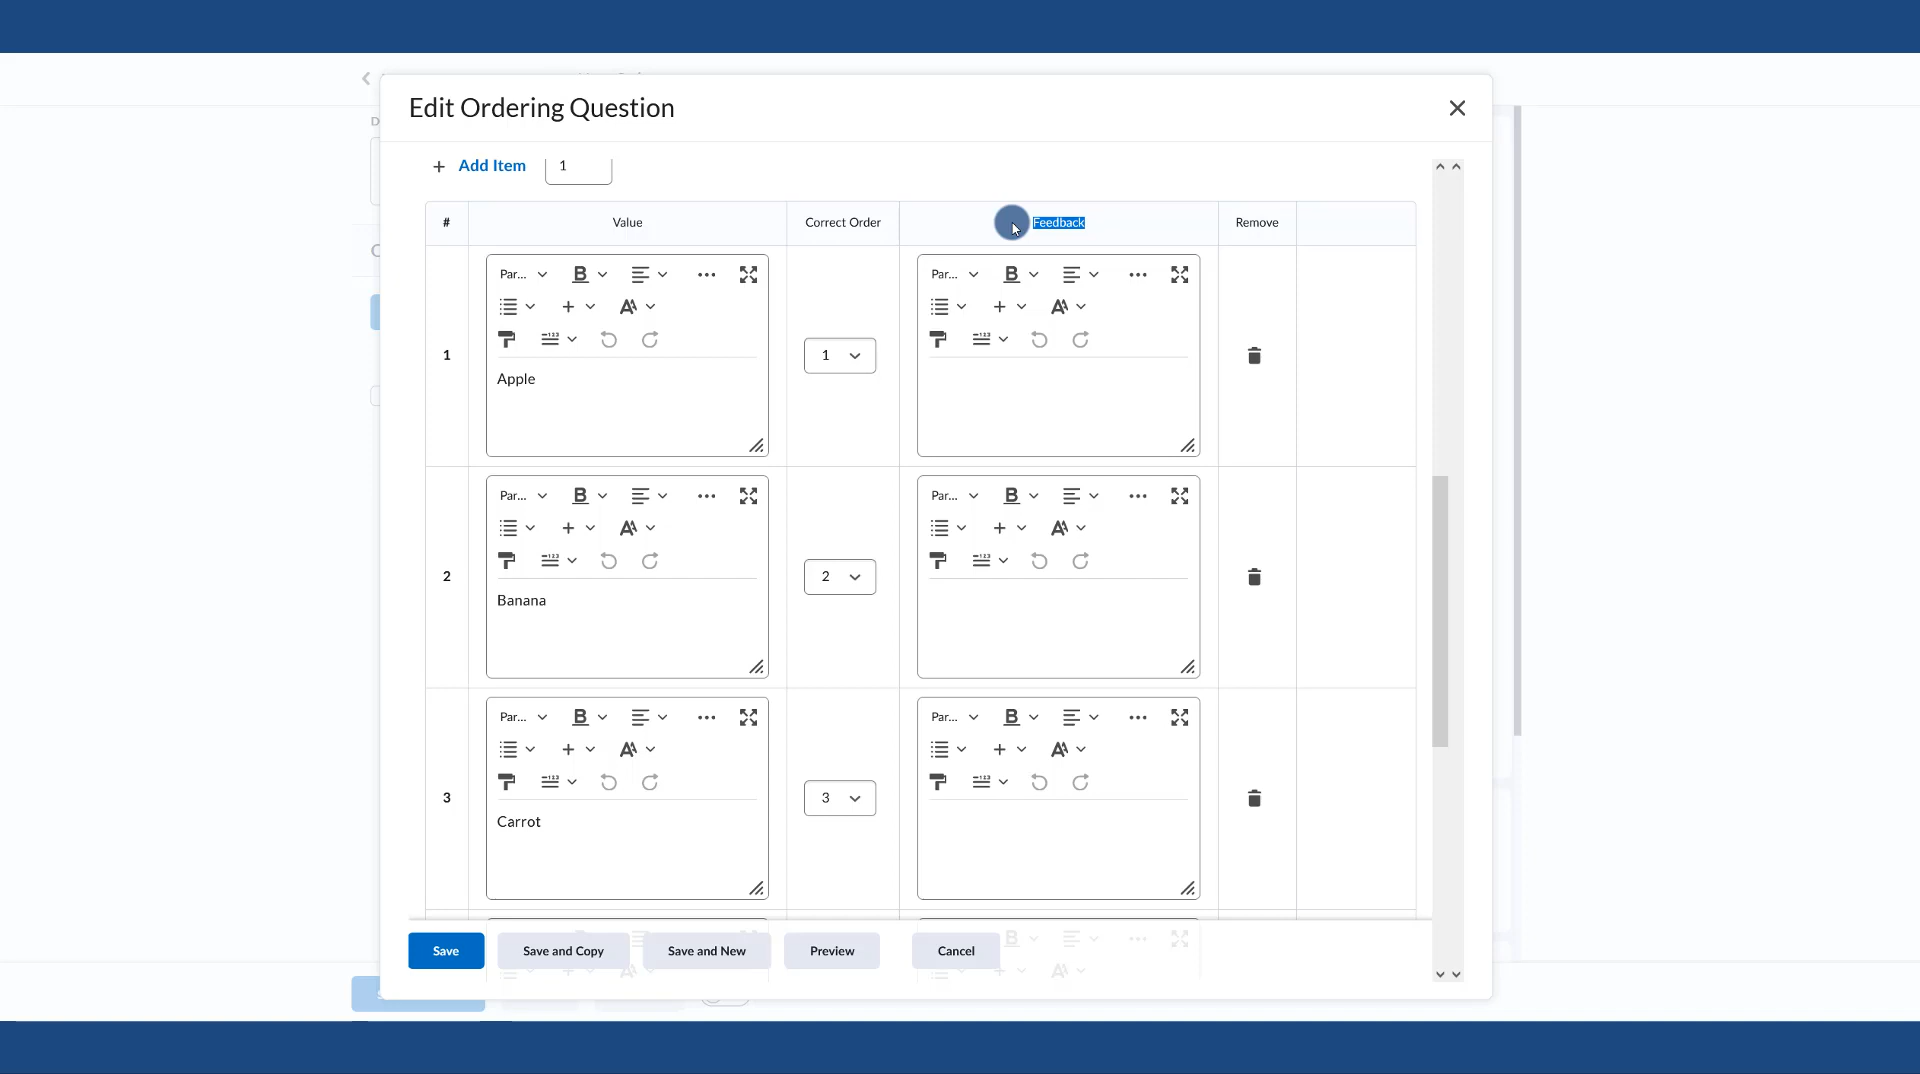 Edit Ordering Question
Add Item 1
# Value Correct Order Feedback Remove
Par... B Par... B
1 Apple 1
Par... B Par... B
2 Banana 2
Par... B Par... B
3 Carrot 3
Save Save and Copy Save and New Preview Cancel